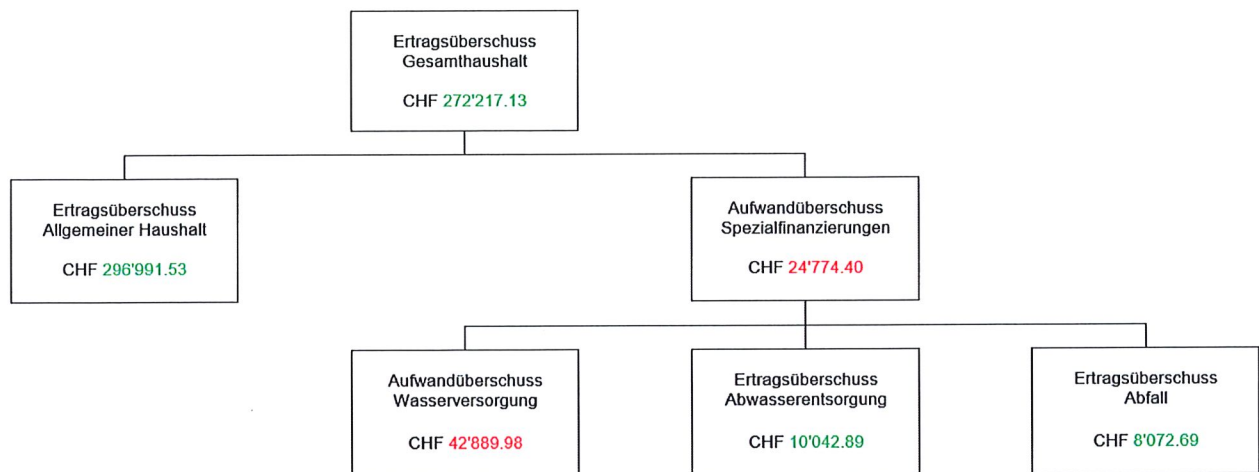 Ertragsüberschuss
Gesamthaushalt
CHF 272'217.13
Ertragsüberschuss
Allgemeiner Haushalt
CHF 296'991.53
Aufwandüberschuss
Spezialfinanzierungen
CHF 24'774.40
Aufwandüberschuss
Wasserversorgung
CHF 42'889.98
Ertragsüberschuss
Abwasserentsorgung
CHF 10'042.89
Ertragsüberschuss
Abfall
CHF 8'072.69